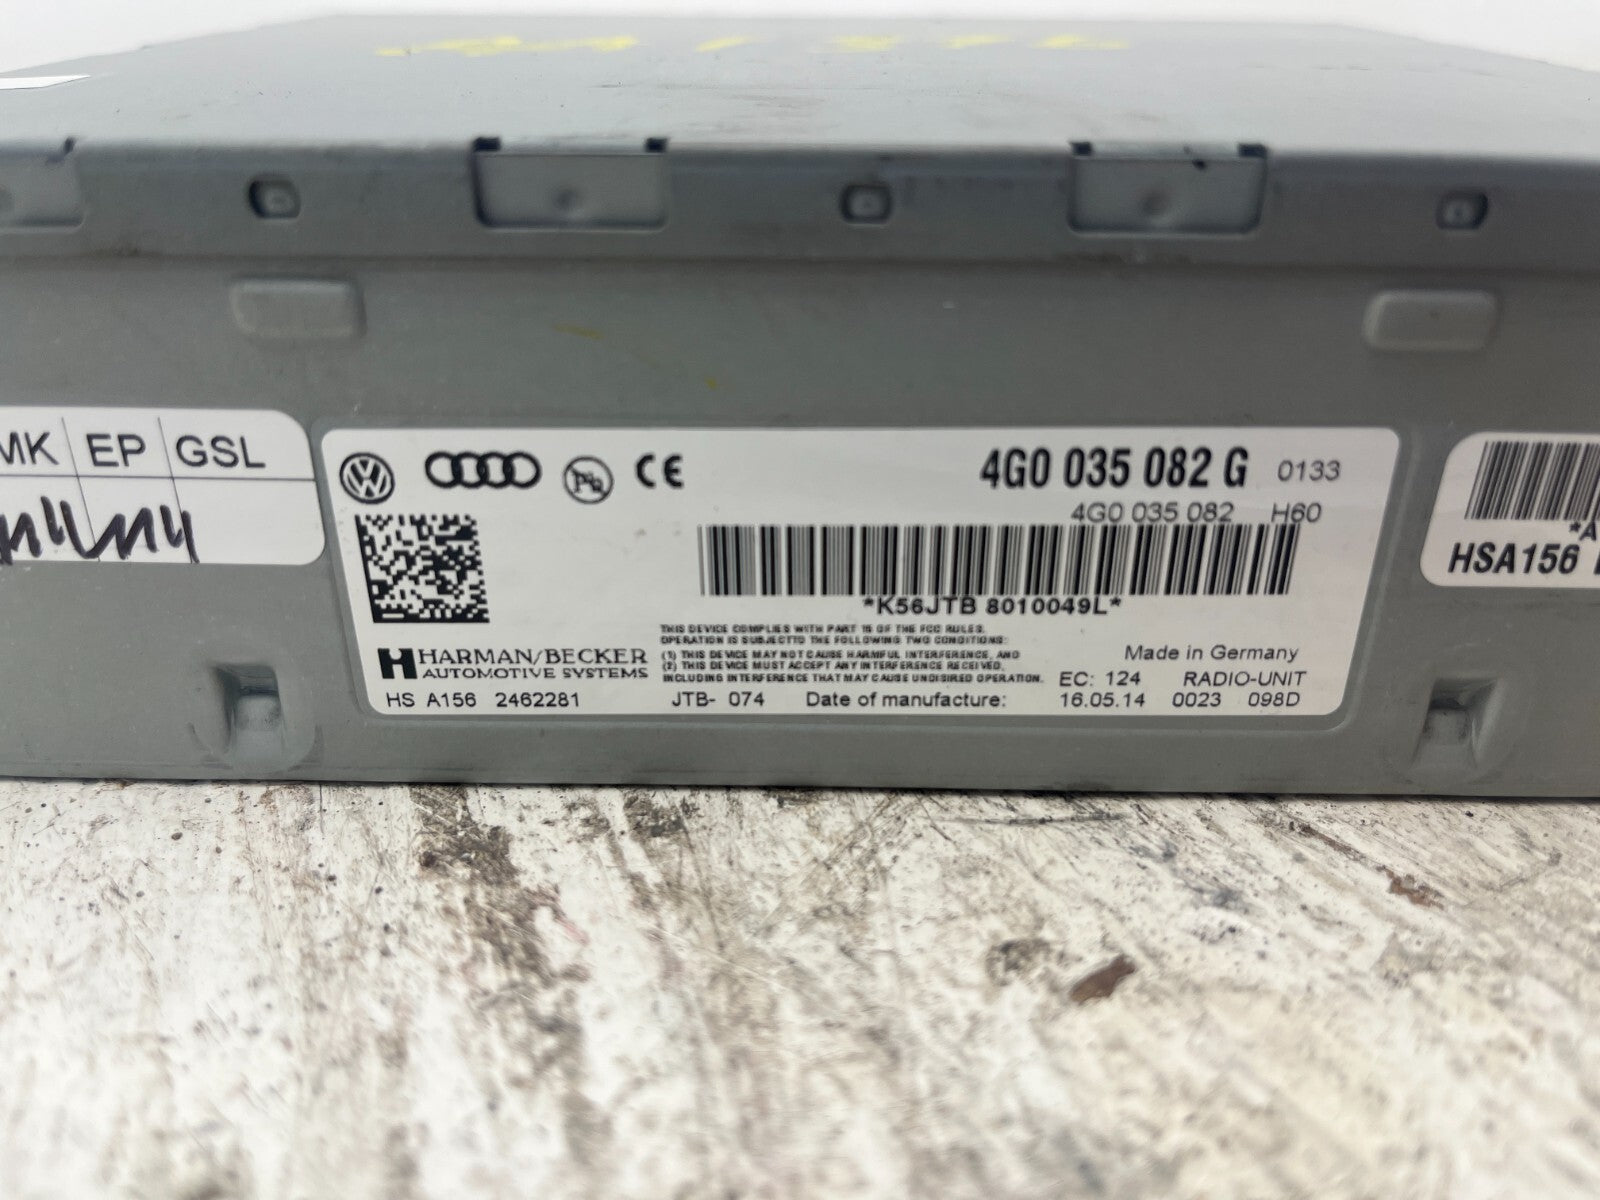 MK EP GSL
CE
4G0 035 082 G 0133
4G0 035 082 H60
*K56JTB 8010049L*
THIS DEVICE COMPLIES WITH PART 15 OF THE FCC RULES.
OPERATION IS SUBJECT TO THE FOLLOWING TWO CONDITIONS:
(1) THIS DEVICE MAY NOT CAUSE HARMFUL INTERFERENCE, AND
(2) THIS DEVICE MUST ACCEPT ANY INTERFERENCE RECEIVED,
INCLUDING INTERFERENCE THAT MAY CAUSE UNDISIRED OPERATION.
HARMAN/BECKER
AUTOMOTIVE SYSTEMS
Made in Germany
EC: 124 RADIO-UNIT
HS A156 2462281 JTB- 074 Date of manufacture: 16.05.14 0023 098D
*A
HSA156